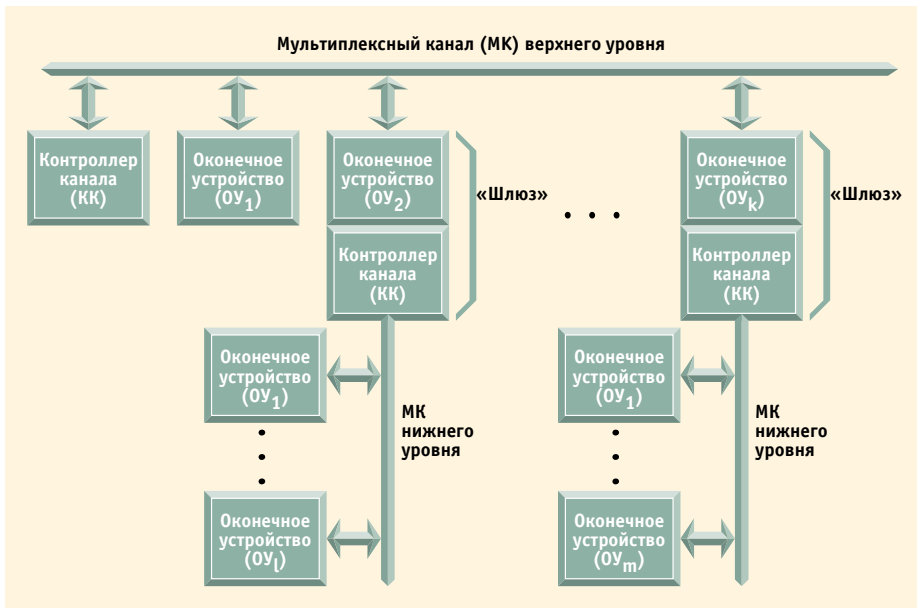 Мультиплексный канал (МК) верхнего уровня
Контроллер
канала
(КК)
Оконечное
устройство
(ОУ1)
Оконечное
устройство
(ОУ2)
Контроллер
канала
(КК)
«Шлюз»
. . .
Оконечное
устройство
(ОУk)
Контроллер
канала
(КК)
«Шлюз»
Оконечное
устройство
(ОУ1)
Оконечное
устройство
(ОУl)
МК
нижнего
уровня
Оконечное
устройство
(ОУ1)
Оконечное
устройство
(ОУm)
МК
нижнего
уровня